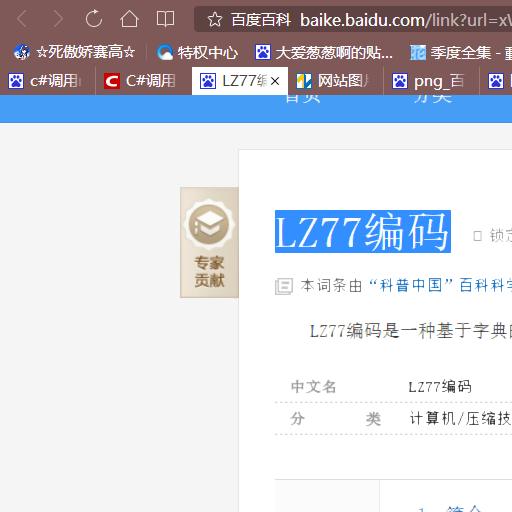 百度百科 baike.baidu.com/link?url=x
☆死傲娇赛高☆ 特权中心 大爱葱葱啊的贴... 季度全集 - 重
c#调用 C#调用 LZ77编 网站图片 png_百
首页 分类
LZ77编码 锁定
专家
贡献
本词条由“科普中国”百科科学
LZ77编码是一种基于字典的
中文名 LZ77编码
分 类 计算机/压缩技
1 简介